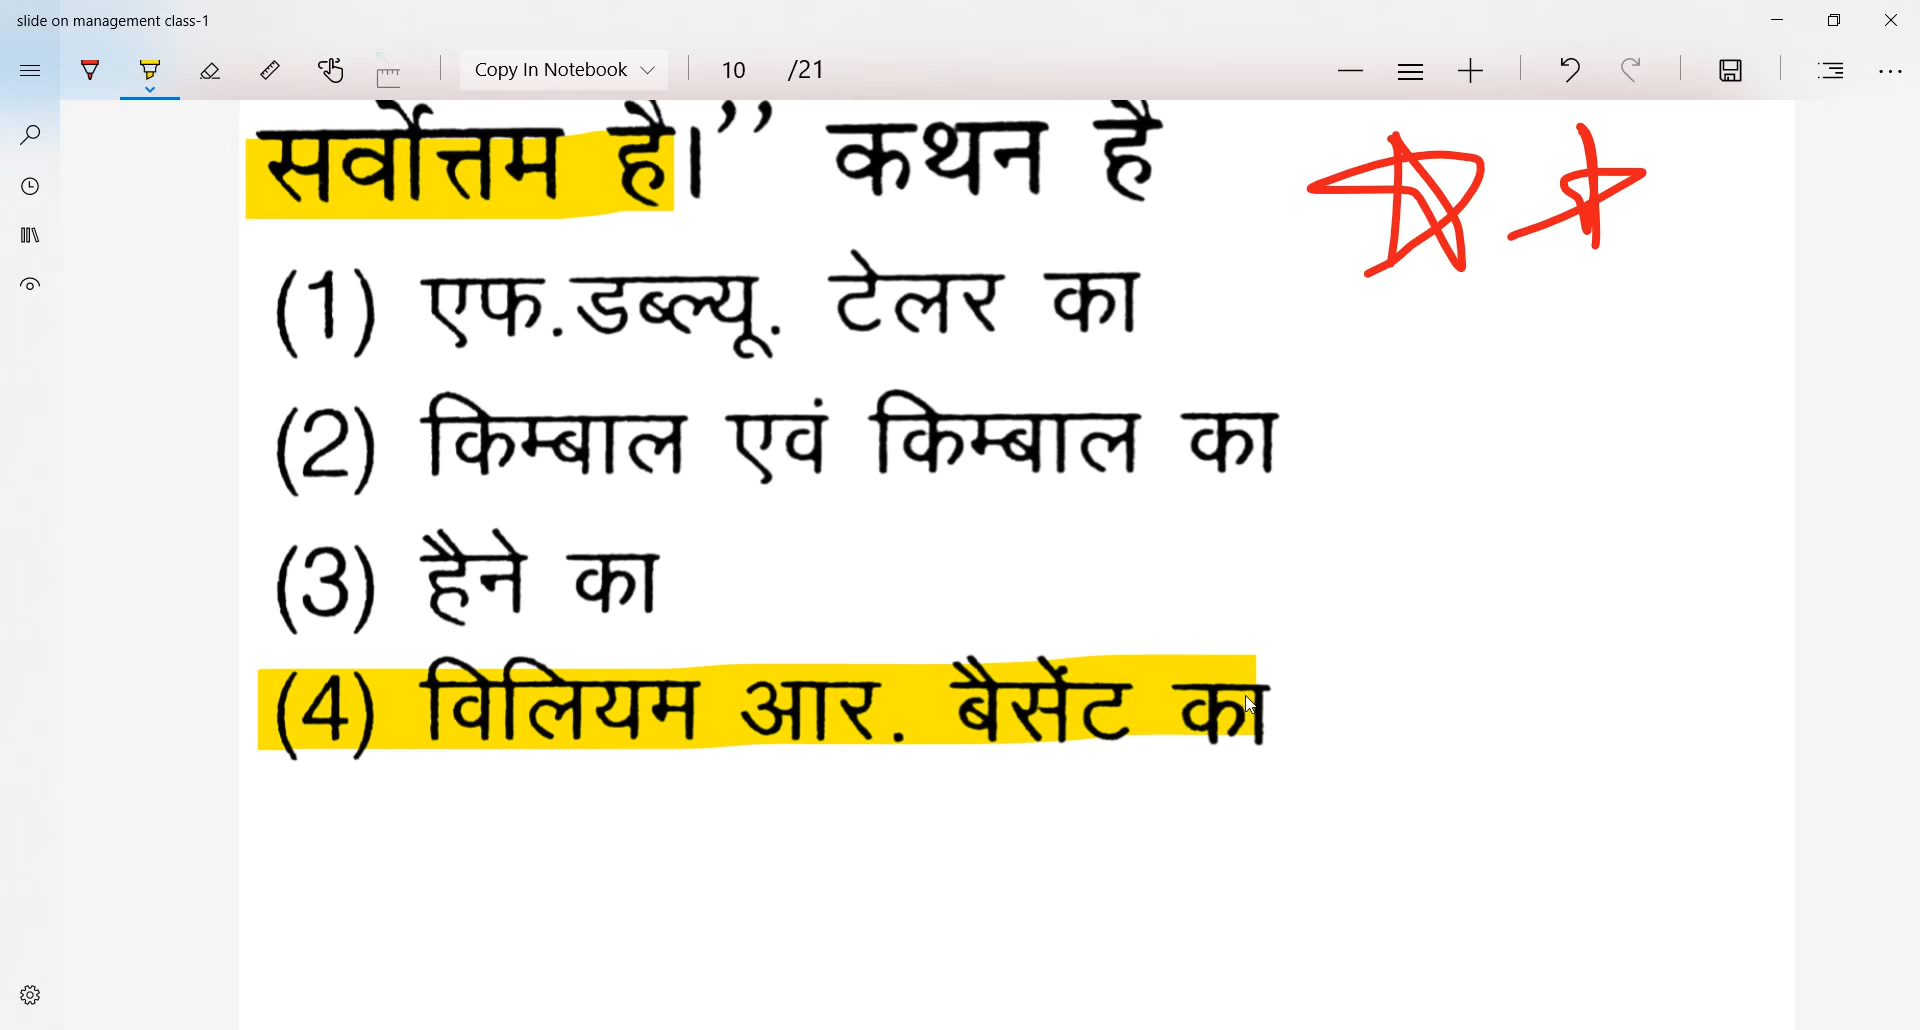 slide on management class-1
Copy In Notebook 10 /21
सर्वोत्तम है।’’ कथन है
(1) एफ.डब्ल्यू. टेलर का
(2) किम्बाल एवं किम्बाल का
(3) हैने का
(4) विलियम आर. बैसेंट का